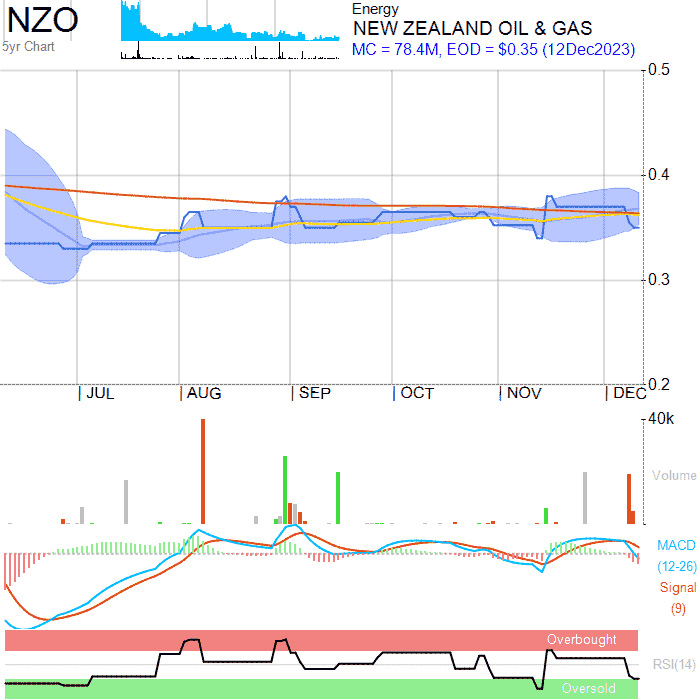 NZO
5yr Chart
Energy
NEW ZEALAND OIL & GAS
MC = 78.4M, EOD = $0.35 (12Dec2023)
0.5
0.4
0.3
0.2
| JUL | AUG | SEP | OCT | NOV | DEC
40k
Volume
MACD
(12-26)
Signal
(9)
Overbought
RSI(14)
Oversold